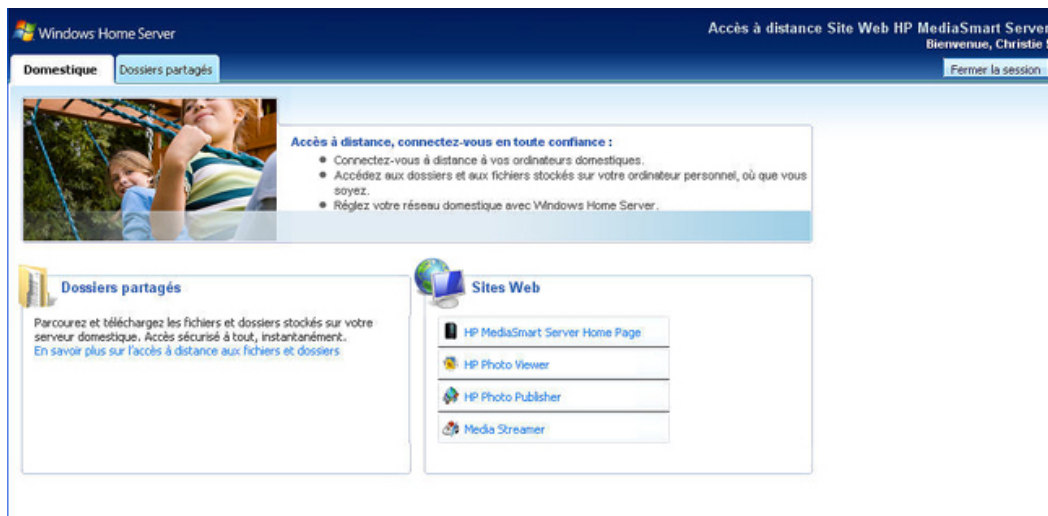 Windows Home Server
Accès à distance Site Web HP MediaSmart Server
Bienvenue, Christie
Domestique
Dossiers partagés
Fermer la session
Accès à distance, connectez-vous en toute confiance :
Connectez-vous à distance à vos ordinateurs domestiques.
Accédez aux dossiers et aux fichiers stockés sur votre ordinateur personnel, où que vous
soyez.
Réglez votre réseau domestique avec Windows Home Server.
Dossiers partagés
Parcourez et téléchargez les fichiers et dossiers stockés sur votre
serveur domestique. Accès sécurisé à tout, instantanément.
En savoir plus sur l'accès à distance aux fichiers et dossiers
Sites Web
HP MediaSmart Server Home Page
HP Photo Viewer
HP Photo Publisher
Media Streamer